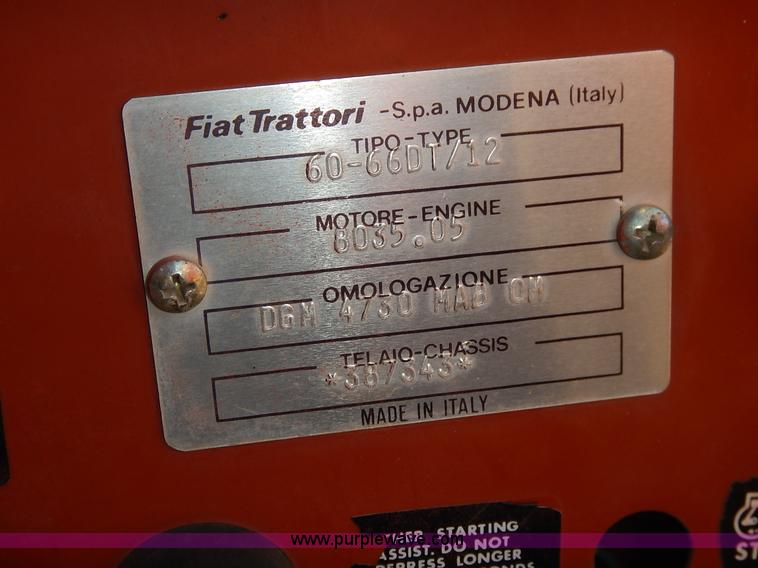 Fiat Trattori -S.p.a. MODENA (Italy)
TIPO-TYPE
60-66DT/12
MOTORE-ENGINE
8035.05
OMOLOGAZIONE
DGM 4730 MAB OM
TELAIO-CHASSIS
*387343*
MADE IN ITALY
STARTING
ASSIST. DO NOT
DEPRESS LONGER
www.purplewave.com